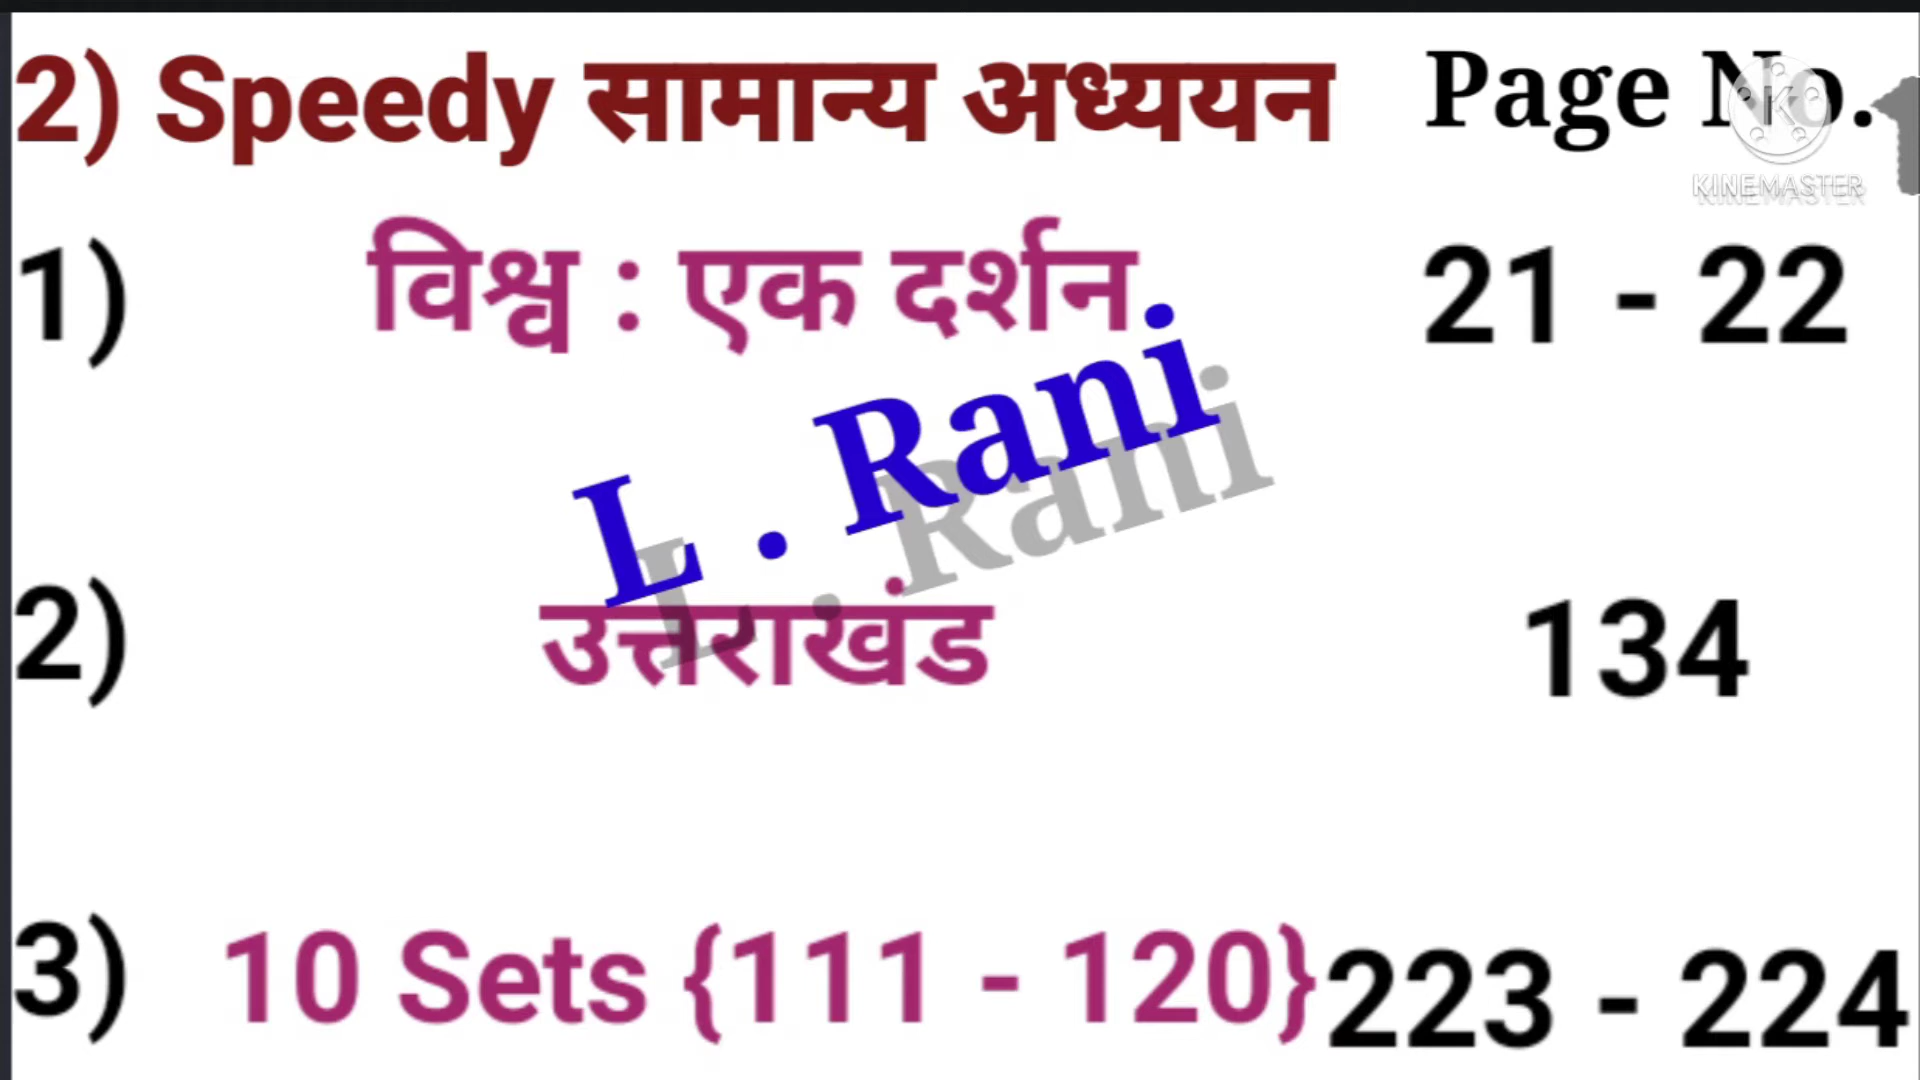 2) Speedy सामान्य अध्ययन Page No.
KINEMASTER
1) विश्व : एक दर्शन 21 - 22
L . Rani
2) उत्तराखंड 134
3) 10 Sets {111 - 120} 223 - 224